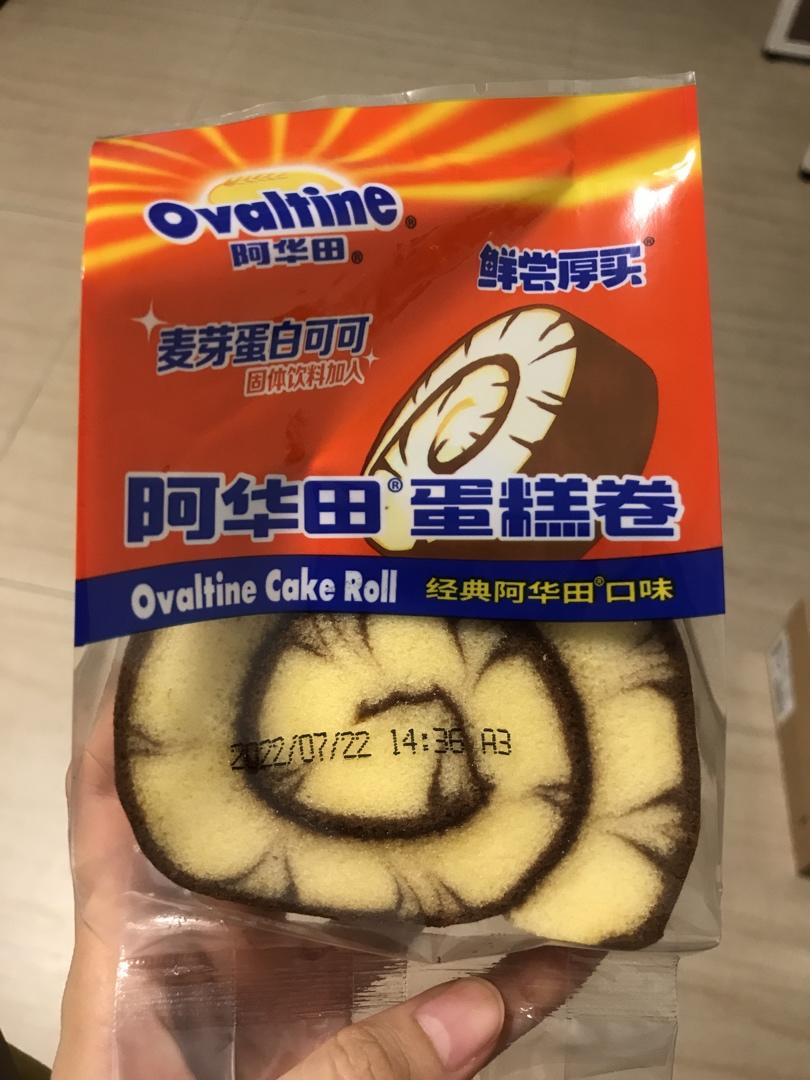 Ovaltine®
阿华田®
鲜尝厚买®
麦芽蛋白可可
固体饮料加入
阿华田®蛋糕卷
Ovaltine Cake Roll 经典阿华田®口味
2022/07/22 14:36 A3